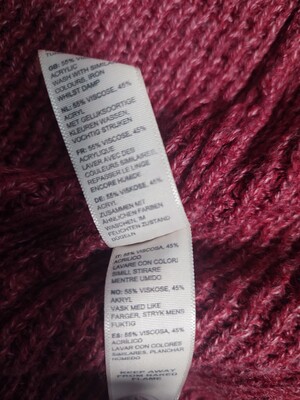 GB: 55% VISCOSE, 45%
ACRYLIC
WASH WITH SIMILAR
COLOURS, IRON
WHILST DAMP
NL: 55% VISCOSE, 45%
ACRYL
MET GELIJKSOORTIGE
KLEUREN WASSEN,
VOCHTIG STRIJKEN
FR: 55% VISCOSE, 45%
ACRYLIQUE
LAVER AVEC DES
COULEURS SIMILAIRES,
REPASSER LE LINGE
ENCORE HUMIDE
DE: 55% VISKOSE, 45%
ACRYL
ZUSAMMEN MIT
ÄHNLICHEN FARBEN
WASCHEN, IM
FEUCHTEN ZUSTAND
BÜGELN
IT: 55% VISCOSA, 45%
ACRILICO
LAVARE CON COLORI
SIMILI, STIRARE
MENTRE UMIDO
NO: 55% VISKOSE, 45%
AKRYL
VASK MED LIKE
FARGER, STRYK MENS
FUKTIG
ES: 55% VISCOSA, 45%
ACRÍLICO
LAVAR CON COLORES
SIMILARES, PLANCHAR
HÚMEDO
KEEP AWAY
FROM NAKED
FLAME